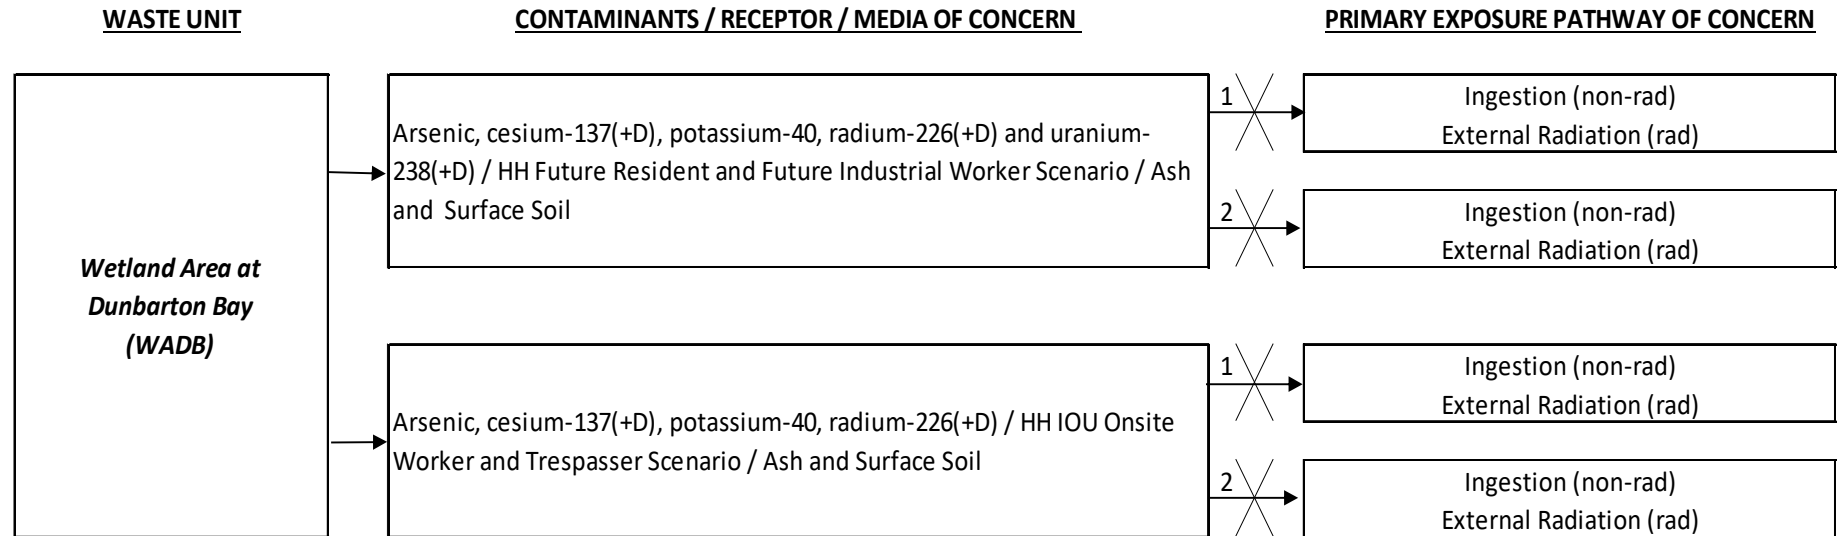 WASTE UNIT
CONTAMINANTS / RECEPTOR / MEDIA OF CONCERN
PRIMARY EXPOSURE PATHWAY OF CONCERN
Wetland Area at
Dunbarton Bay
(WADB)
Arsenic, cesium-137(+D), potassium-40, radium-226(+D) and uranium-
238(+D) / HH Future Resident and Future Industrial Worker Scenario / Ash
and Surface Soil
1
Ingestion (non-rad)
External Radiation (rad)
2
Ingestion (non-rad)
External Radiation (rad)
Arsenic, cesium-137(+D), potassium-40, radium-226(+D) / HH IOU Onsite
Worker and Trespasser Scenario / Ash and Surface Soil
1
Ingestion (non-rad)
External Radiation (rad)
2
Ingestion (non-rad)
External Radiation (rad)